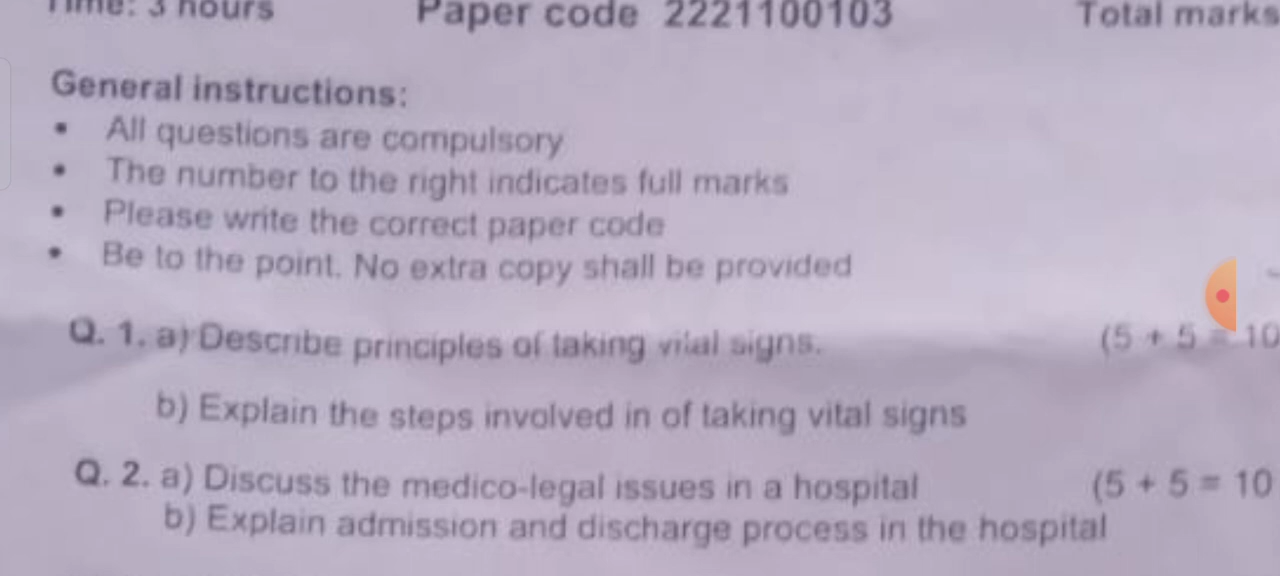 Time: 3 hours Paper code 2221100103 Total marks
General instructions:
• All questions are compulsory
• The number to the right indicates full marks
• Please write the correct paper code
• Be to the point. No extra copy shall be provided
Q. 1. a) Describe principles of taking vital signs. (5 + 5 = 10
b) Explain the steps involved in of taking vital signs
Q. 2. a) Discuss the medico-legal issues in a hospital (5 + 5 = 10
b) Explain admission and discharge process in the hospital